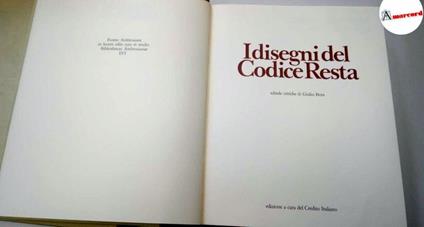 Fontes Ambrosiani
in lucem editi cura et studio
Bibliothecae Ambrosianae
LVI
I disegni del
Codice Resta
schede critiche di Giulio Bora
edizione a cura del Credito Italiano
Amarcord